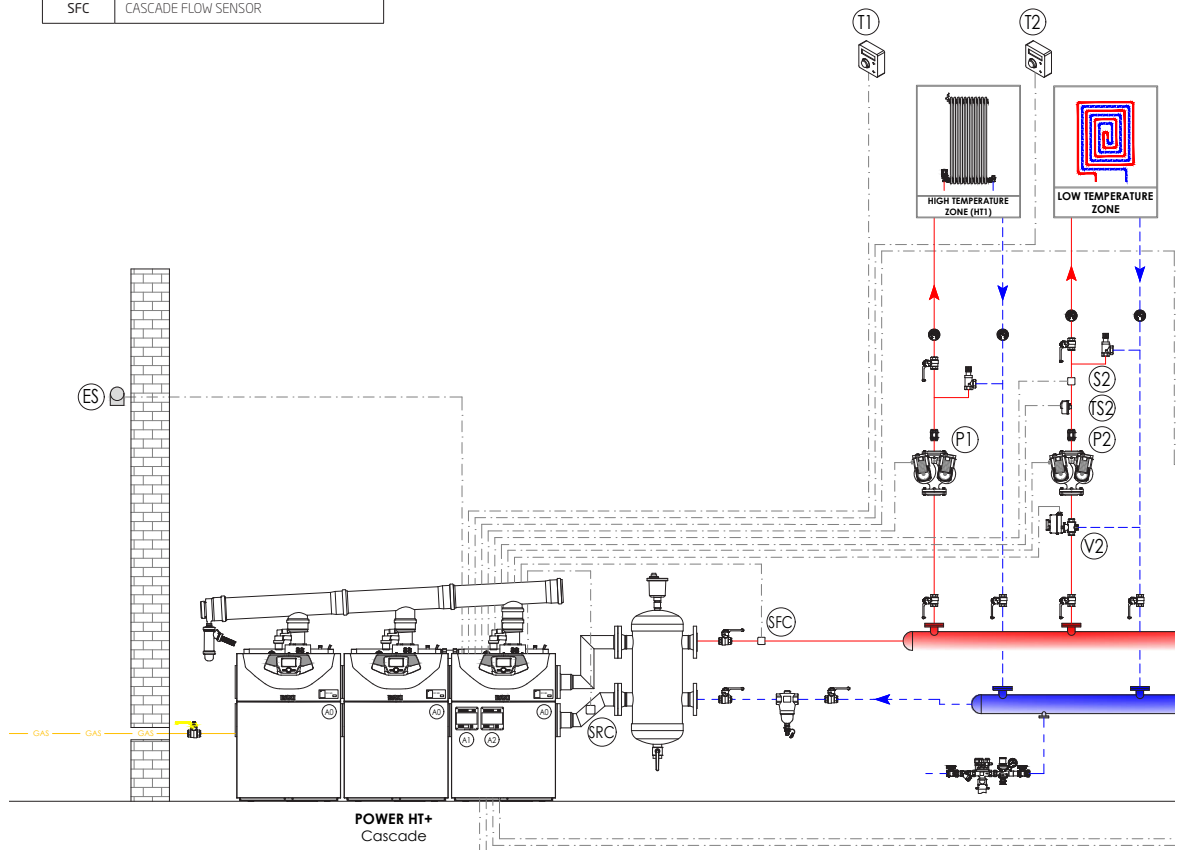 SFC CASCADE FLOW SENSOR
T1
T2
HIGH TEMPERATURE
ZONE (HT1)
LOW TEMPERATURE
ZONE
ES
S2
TS2
P1
P2
V2
SFC
SRC
A0
A0
A0
A1
A2
GAS
GAS
GAS
POWER HT+
Cascade